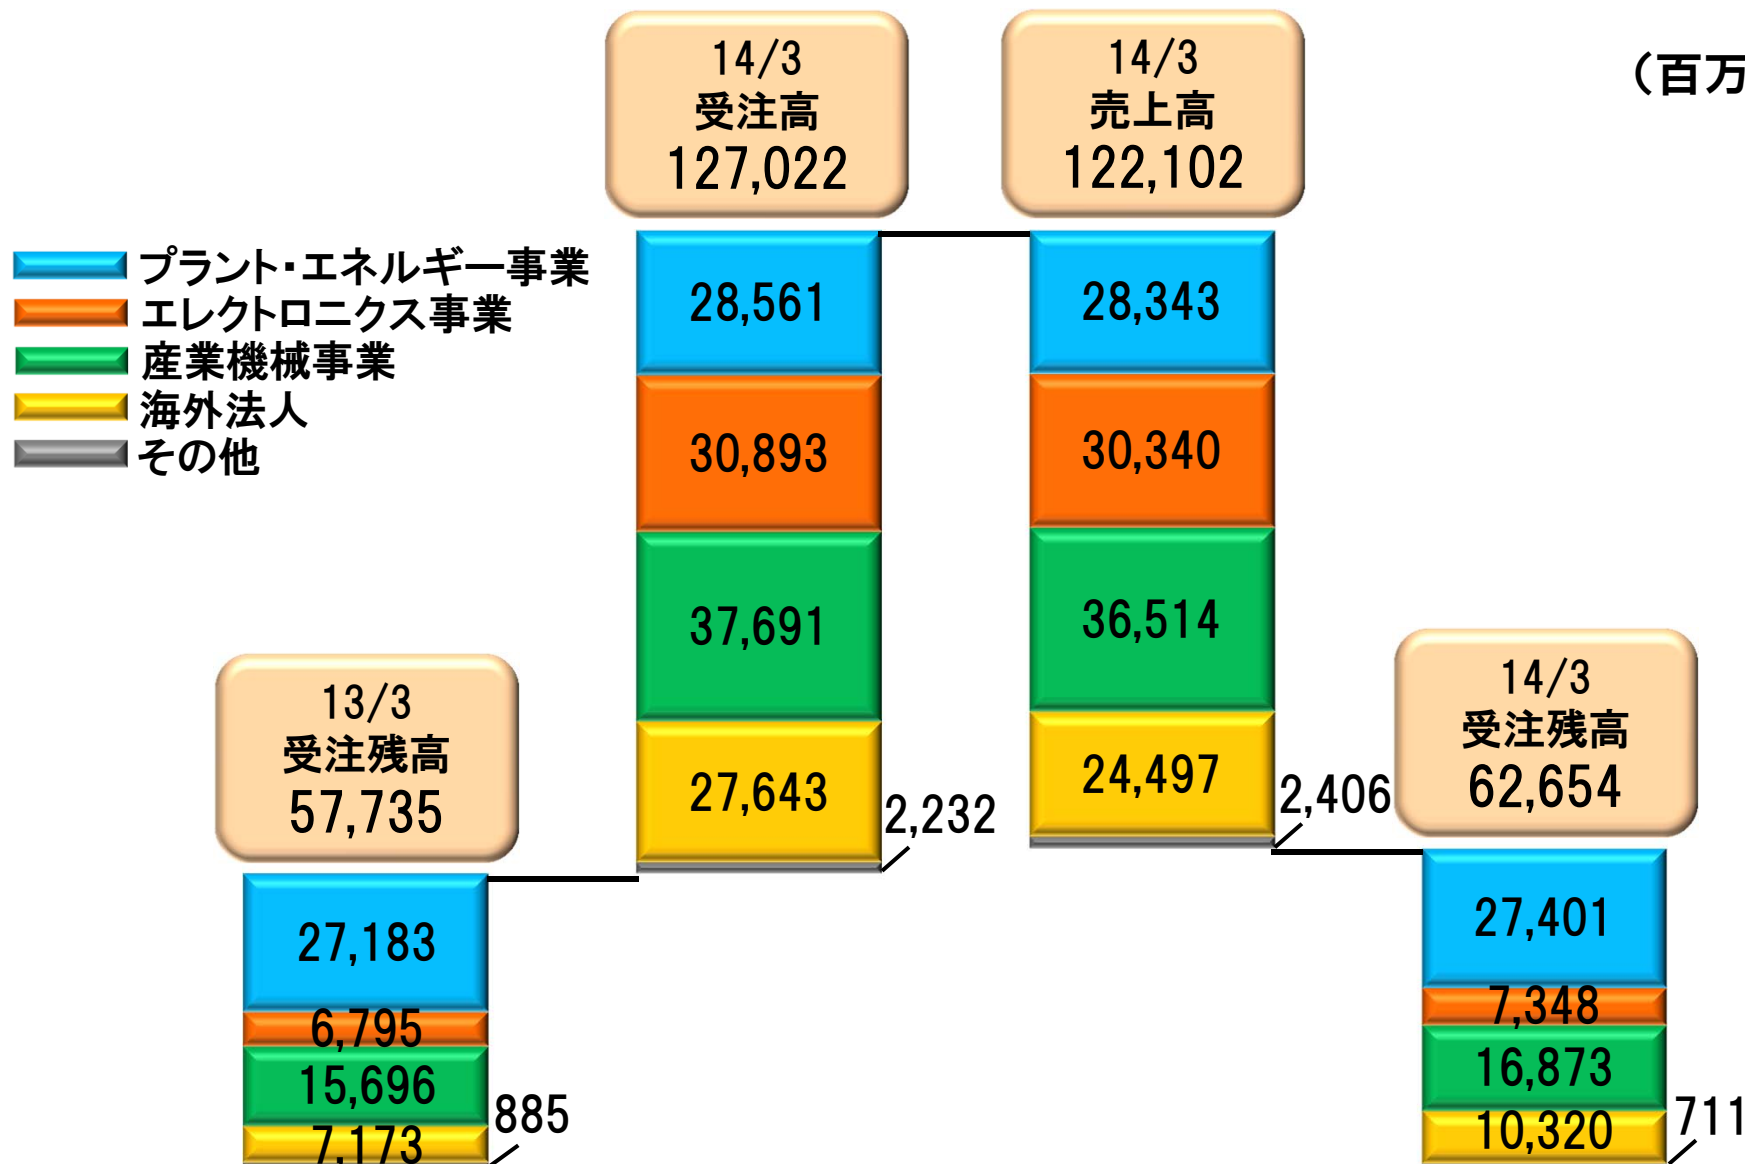 14/3
受注高
127,022
14/3
売上高
122,102
（百万
プラント・エネルギー事業
エレクトロニクス事業
産業機械事業
海外法人
その他
28,561
30,893
37,691
27,643
2,232
28,343
30,340
36,514
24,497
2,406
13/3
受注残高
57,735
27,183
6,795
15,696
7,173
885
14/3
受注残高
62,654
27,401
7,348
16,873
10,320
711